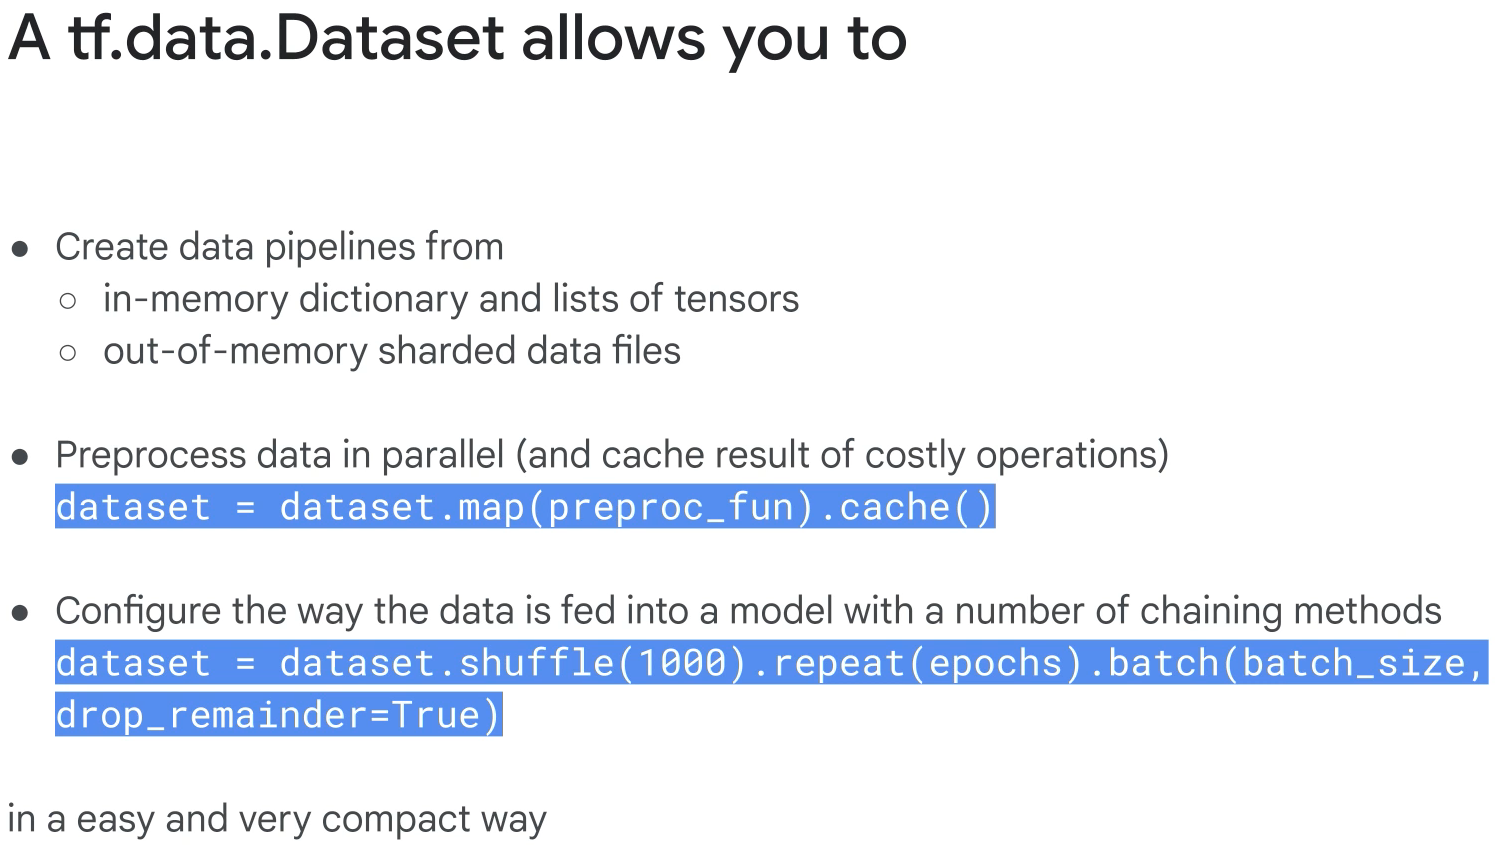 A tf.data.Dataset allows you to
● Create data pipelines from
○ in-memory dictionary and lists of tensors
○ out-of-memory sharded data files
● Preprocess data in parallel (and cache result of costly operations)
dataset = dataset.map(preproc_fun).cache()
● Configure the way the data is fed into a model with a number of chaining methods
dataset = dataset.shuffle(1000).repeat(epochs).batch(batch_size,
drop_remainder=True)
in a easy and very compact way